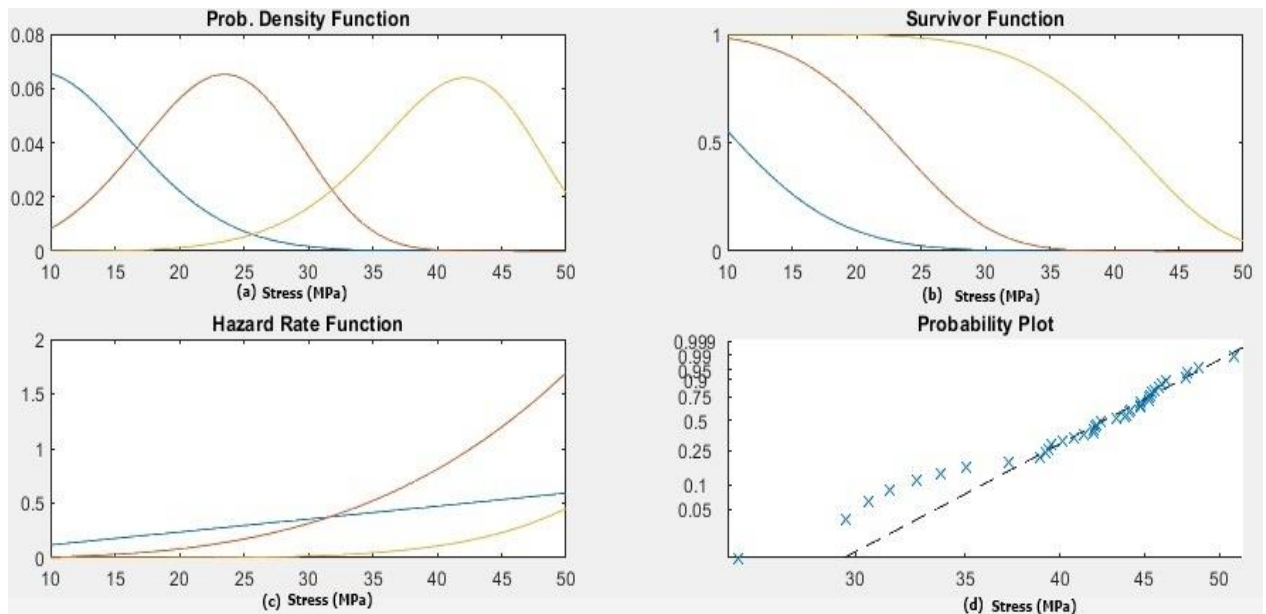 Prob. Density Function
0.08
0.06
0.04
0.02
0
10 15 20 25 30 35 40 45 50
(a) Stress (MPa)
Survivor Function
1
0.5
0
10 15 20 25 30 35 40 45 50
(b) Stress (MPa)
Hazard Rate Function
2
1.5
1
0.5
0
10 15 20 25 30 35 40 45 50
(c) Stress (MPa)
Probability Plot
0.999
0.99
0.95
0.9
0.75
0.5
0.25
0.1
0.05
30 35 40 45 50
(d) Stress (MPa)